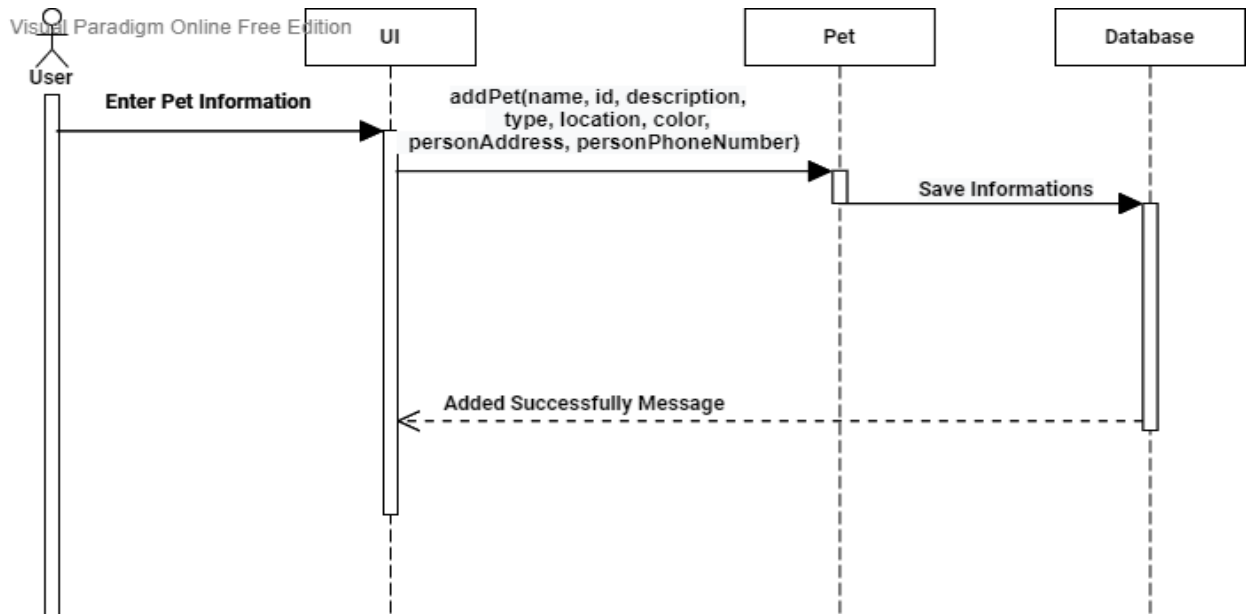 Visual Paradigm Online Free Edition
User
UI
Pet
Database
Enter Pet Information
addPet(name, id, description,
type, location, color,
personAddress, personPhoneNumber)
Save Informations
Added Successfully Message